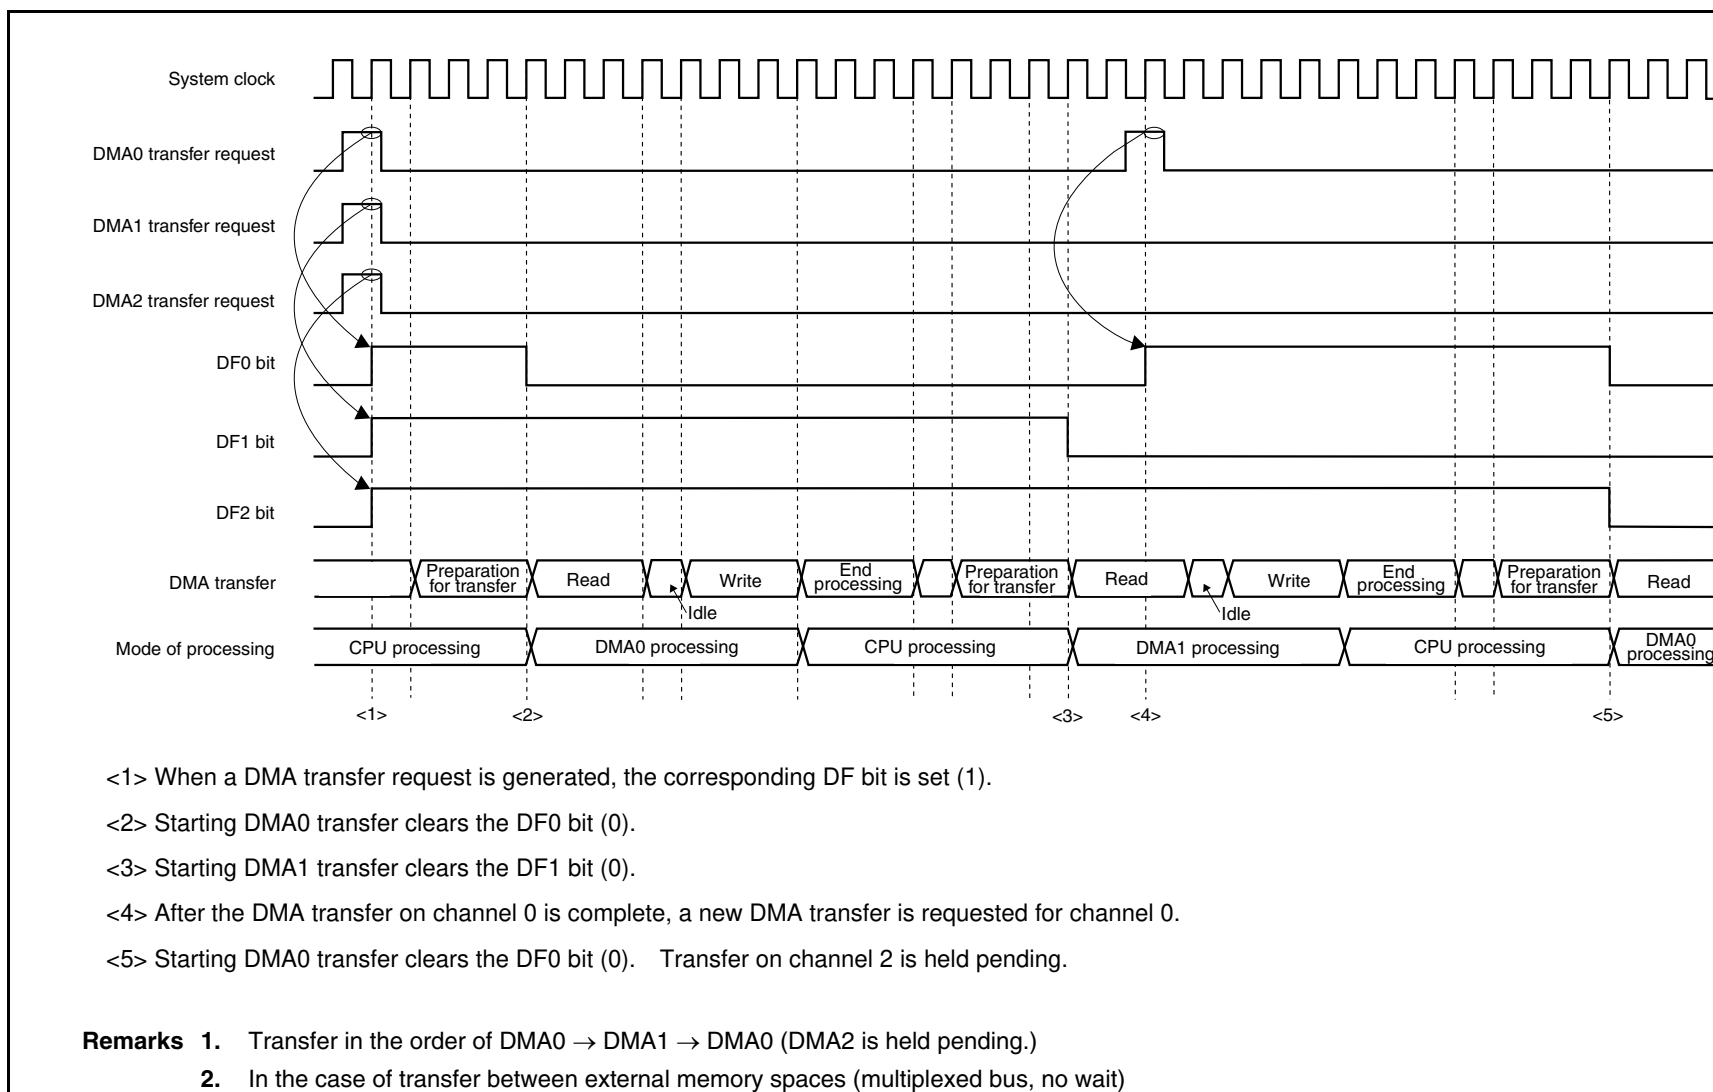 System clock
DMA0 transfer request
DMA1 transfer request
DMA2 transfer request
DF0 bit
DF1 bit
DF2 bit
DMA transfer
Preparation
for transfer
Read
Idle
Write
End
processing
Preparation
for transfer
Read
Idle
Write
End
processing
Preparation
for transfer
Read
Mode of processing
CPU processing
DMA0 processing
CPU processing
DMA1 processing
CPU processing
DMA0
processing
<1>
<2>
<3>
<4>
<5>
<1> When a DMA transfer request is generated, the corresponding DF bit is set (1).
<2> Starting DMA0 transfer clears the DF0 bit (0).
<3> Starting DMA1 transfer clears the DF1 bit (0).
<4> After the DMA transfer on channel 0 is complete, a new DMA transfer is requested for channel 0.
<5> Starting DMA0 transfer clears the DF0 bit (0). Transfer on channel 2 is held pending.
Remarks 1. Transfer in the order of DMA0 → DMA1 → DMA0 (DMA2 is held pending.)
2. In the case of transfer between external memory spaces (multiplexed bus, no wait)